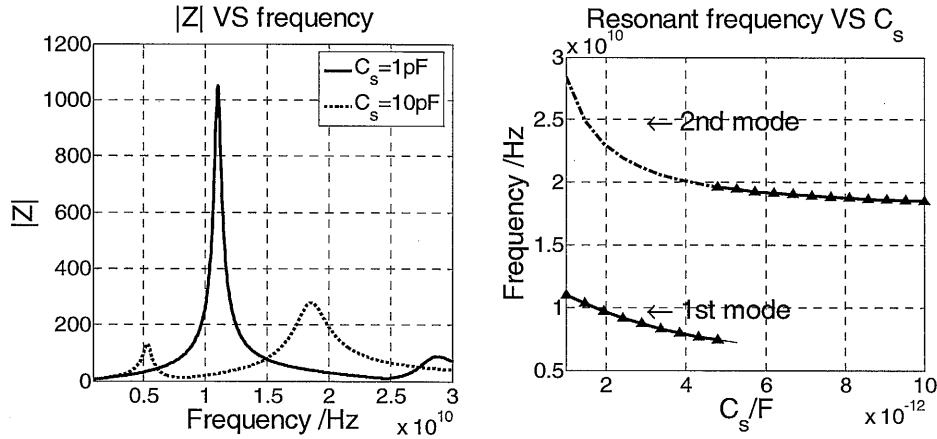 |Z| VS frequency
1200
1000
800
600
400
200
0
|Z|
0.5
1
1.5
2
2.5
3
Frequency /Hz
x 10^10
C_s=1pF
C_s=10pF
Resonant frequency VS C_s
x 10^10
3
2.5
2
1.5
1
0.5
Frequency /Hz
← 2nd mode
← 1st mode
2
4
6
8
10
C_s/F
x 10^-12